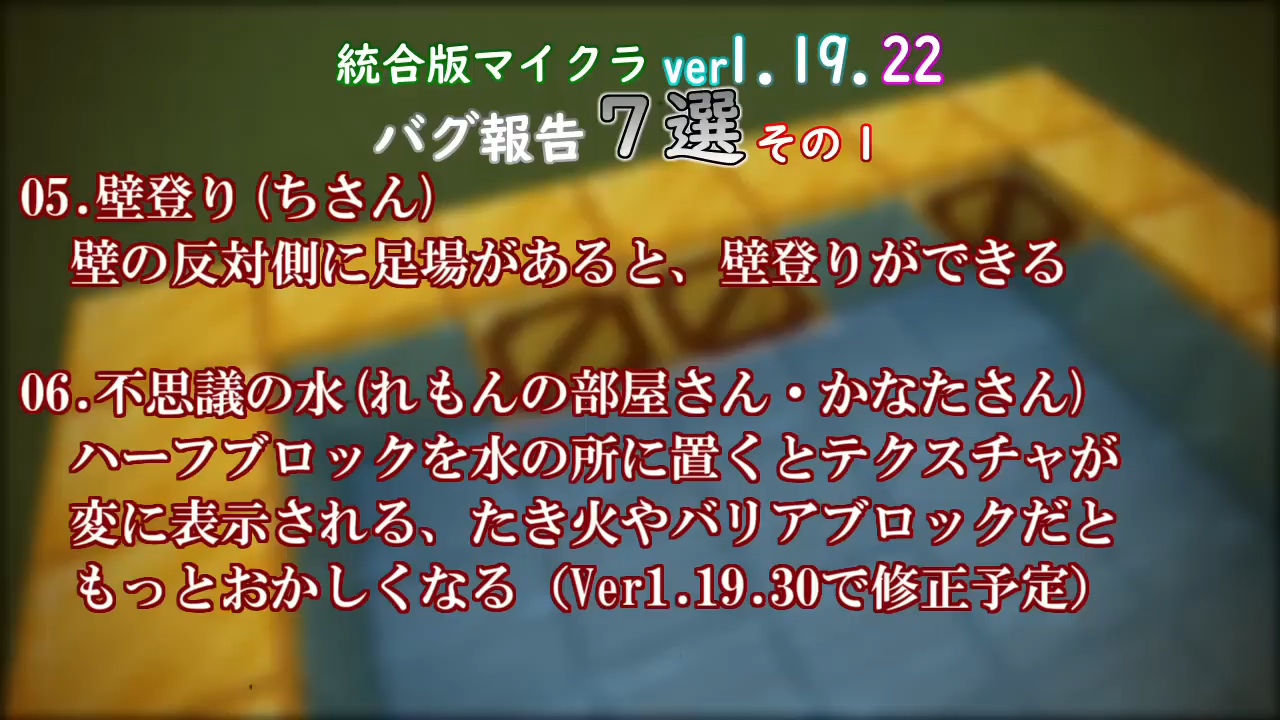 統合版マイクラ ver1.19.22
バグ報告7選 その1
05.壁登り(ちさん)
壁の反対側に足場があると、壁登りができる
06.不思議の水(れもんの部屋さん・かなたさん)
ハーフブロックを水の所に置くとテクスチャが
変に表示される、たき火やバリアブロックだと
もっとおかしくなる（Ver1.19.30で修正予定）